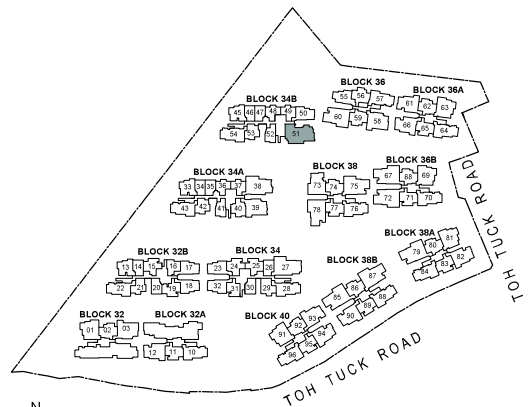 BLOCK 36
55 56 57
60 59 58
BLOCK 36A
61 62 63
66 65 64
BLOCK 34B
45 46 47 48 49 50
54 53 52 51
BLOCK 34A
33 34 35 36 37 38
43 42 41 40 39
BLOCK 38
73 74 75
78 77 76
BLOCK 36B
67 68 69
72 71 70
TOH TUCK ROAD
BLOCK 38A
79 80 81
84 83 82
BLOCK 32B
13 14 15 16 17
22 21 20 19 18
BLOCK 34
23 24 25 26 27
32 31 30 29 28
BLOCK 38B
85 86 87
90 89 88
BLOCK 32
01 02 03
BLOCK 32A
12 11 10
BLOCK 40
91 92 93
96 95 94
TOH TUCK ROAD
N